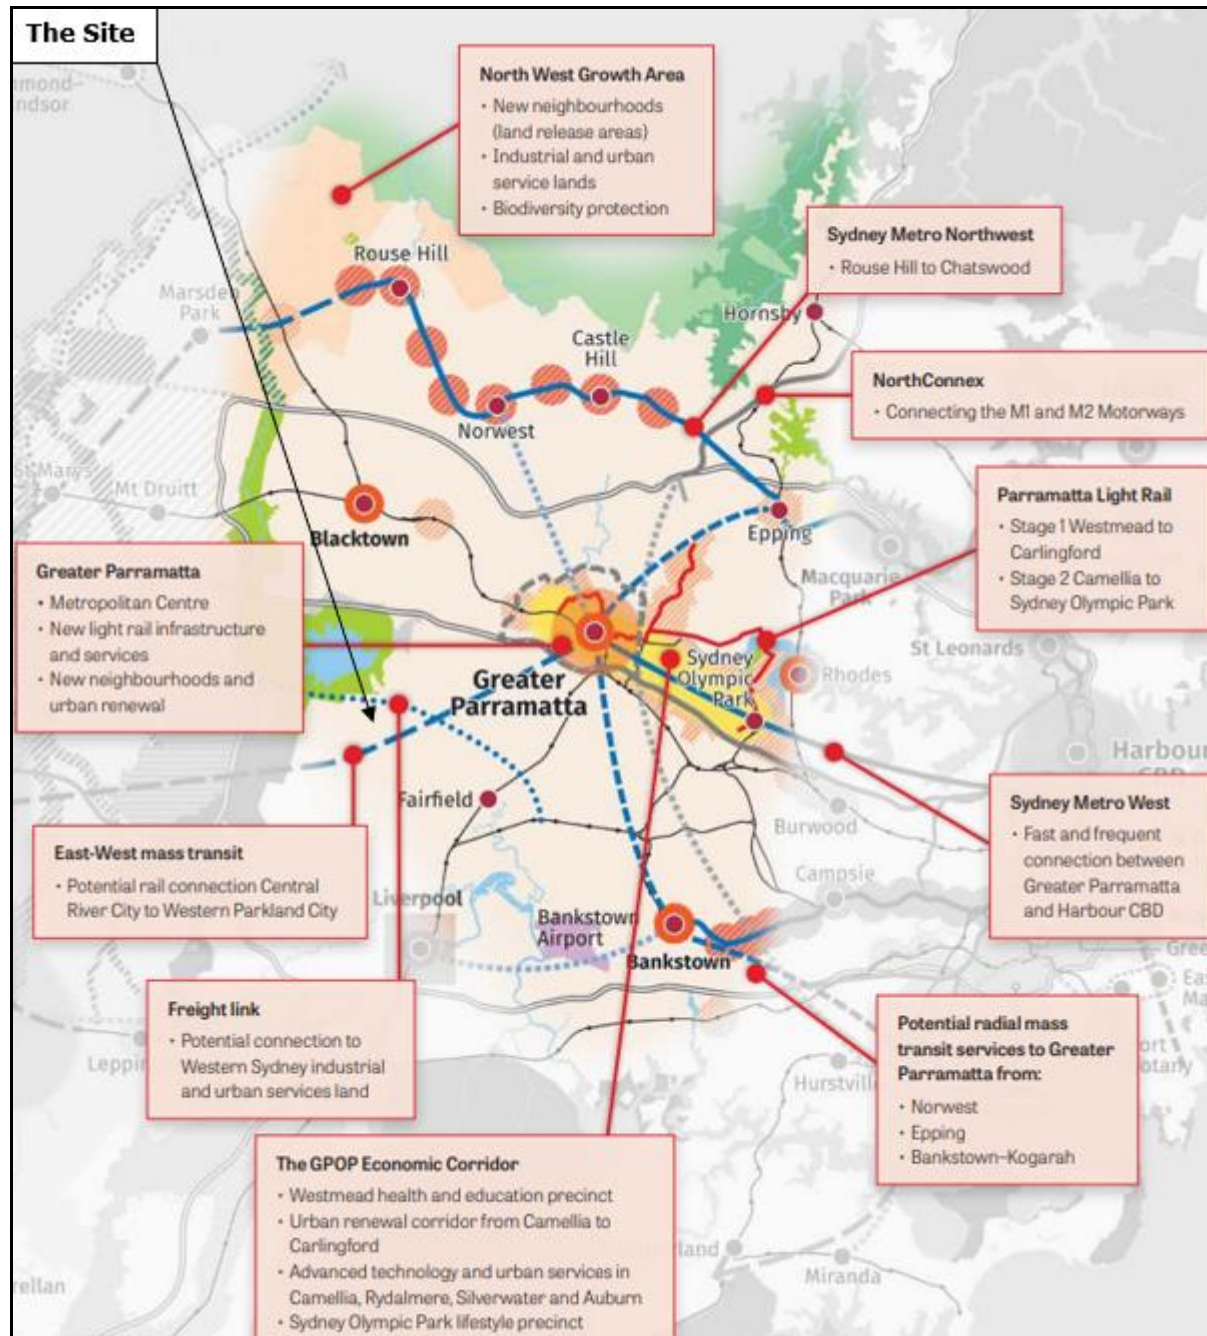 The Site
North West Growth Area
• New neighbourhoods
(land release areas)
• Industrial and urban
service lands
• Biodiversity protection
Sydney Metro Northwest
• Rouse Hill to Chatswood
Rouse Hill
Marsden
Park
Hornsby
Castle
Hill
NorthConnex
• Connecting the M1 and M2 Motorways
Norwest
St Marys
Mt Druitt
Blacktown
Epping
Parramatta Light Rail
• Stage 1 Westmead to
Carlingford
• Stage 2 Camellia to
Sydney Olympic Park
Macquarie
Park
Greater Parramatta
• Metropolitan Centre
• New light rail infrastructure
and services
• New neighbourhoods and
urban renewal
St Leonards
Sydney
Olympic
Park
Rhodes
Greater
Parramatta
Harbour
CBD
Fairfield
Burwood
Sydney Metro West
• Fast and frequent
connection between
Greater Parramatta
and Harbour CBD
East-West mass transit
• Potential rail connection Central
River City to Western Parkland City
Campsie
Liverpool
Bankstown
Airport
Bankstown
Freight link
• Potential connection to
Western Sydney industrial
and urban services land
Potential radial mass
transit services to Greater
Parramatta from:
• Norwest
• Epping
• Bankstown–Kogarah
Leppin
Hurstvill
The GPOP Economic Corridor
• Westmead health and education precinct
• Urban renewal corridor from Camellia to
Carlingford
• Advanced technology and urban services in
Camellia, Rydalmere, Silverwater and Auburn
• Sydney Olympic Park lifestyle precinct
Miranda